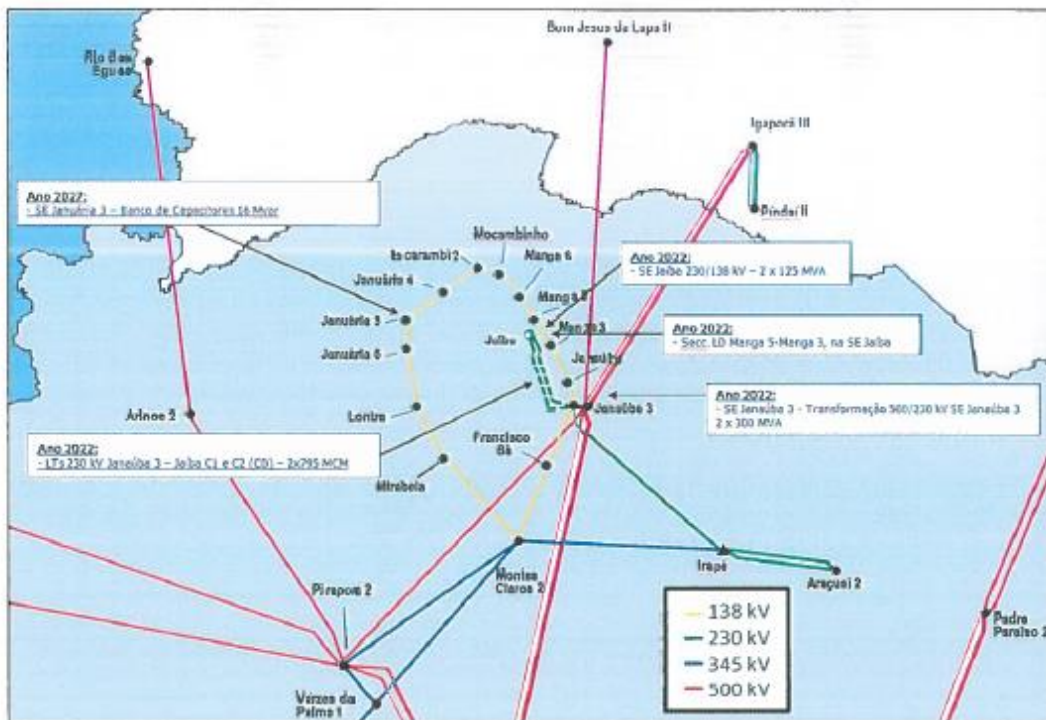 Bom Jesus da Lapa II
Rio das
Éguas
Igaporã III
Ano 2027:
- SE Januária 3 – Banco de Capacitores 16 Mvar
Pindaí II
Mocambinho
Itacarambi 2
Manga 6
Ano 2022:
- SE Jaíba 230/138 kV – 2 x 125 MVA
Januária 4
Januária 3
Manga 5
Manga 3
Ano 2022:
- Secc. LD Manga 5-Manga 3, na SE Jaíba
Jaíba
Januária 6
Janaúba
Arinos 2
Lontra
Janaúba 3
Ano 2022:
- SE Janaúba 3 – Transformação 500/230 kV SE Janaúba 3
2 x 300 MVA
Ano 2022:
- LTs 230 kV Janaúba 3 – Jaíba C1 e C2 (CD) – 2x795 MCM
Francisco
Sá
Mirabela
Montes
Claros 2
Irapé
Araçuaí 2
Pirapora 2
138 kV
230 kV
345 kV
500 kV
Padre
Paraíso 2
Várzea da
Palma 1